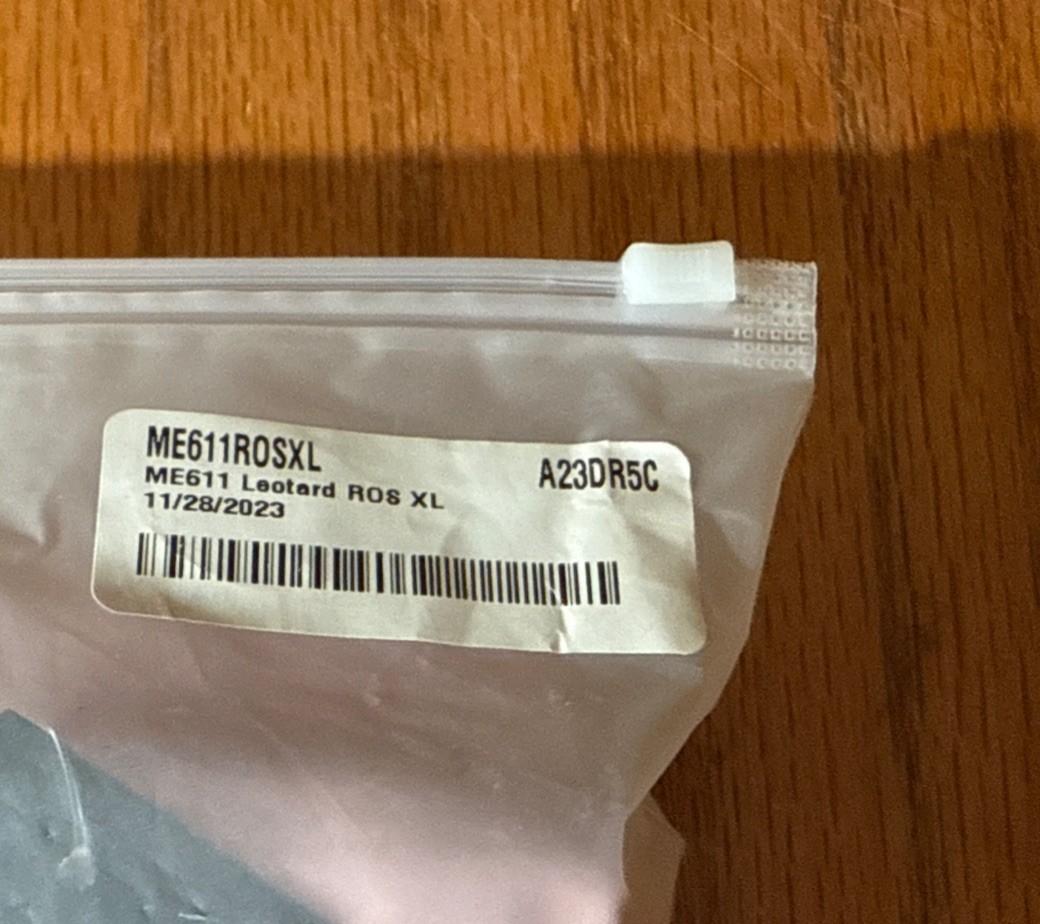 ME611ROSXL
A23DR5C
ME611 Leotard ROS XL
11/28/2023